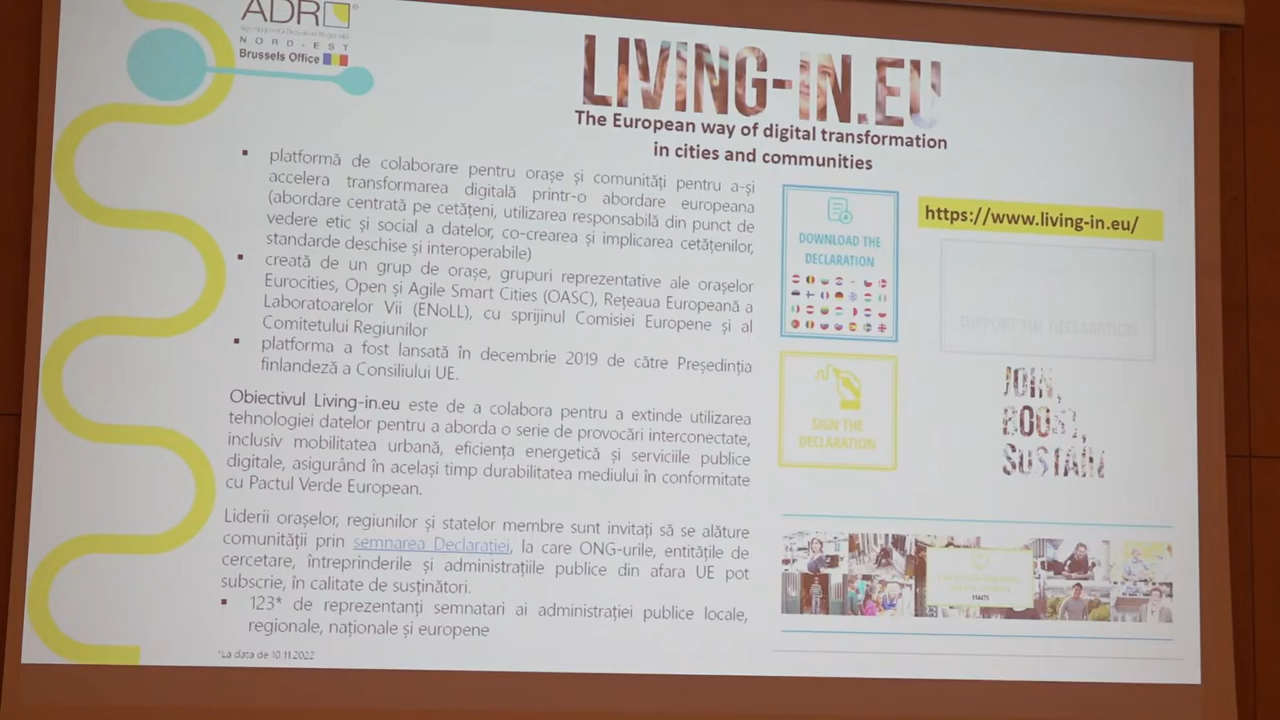 ADR
NORD-EST
Brussels Office
LIVING-IN.EU
The European way of digital transformation
in cities and communities
▪ platformă de colaborare pentru orașe și comunități pentru a-și
accelera transformarea digitală printr-o abordare europeana
(abordare centrată pe cetățeni, utilizarea responsabilă din punct de
vedere etic și social a datelor, co-crearea și implicarea cetățenilor,
standarde deschise și interoperabile)
▪ creată de un grup de orașe, grupuri reprezentative ale orașelor
Eurocities, Open și Agile Smart Cities (OASC), Rețeaua Europeană a
Laboratoarelor Vii (ENoLL), cu sprijinul Comisiei Europene și al
Comitetului Regiunilor
▪ platforma a fost lansată în decembrie 2019 de către Președinția
finlandeză a Consiliului UE.
Obiectivul Living-in.eu este de a colabora pentru a extinde utilizarea
tehnologiei datelor pentru a aborda o serie de provocări interconectate,
inclusiv mobilitatea urbană, eficiența energetică și serviciile publice
digitale, asigurând în același timp durabilitatea mediului în conformitate
cu Pactul Verde European.
Liderii orașelor, regiunilor și statelor membre sunt invitați să se alăture
comunității prin semnarea Declarației, la care ONG-urile, entitățile de
cercetare, întreprinderile și administrațiile publice din afara UE pot
subscrie, în calitate de susținători.
▪ 123* de reprezentanți semnatari ai administrației publice locale,
regionale, naționale și europene
*La data de 10.11.2022
DOWNLOAD THE
DECLARATION
SIGN THE
DECLARATION
https://www.living-in.eu/
SUPPORT THE DECLARATION
JOIN,
BOOST,
SUSTAIN